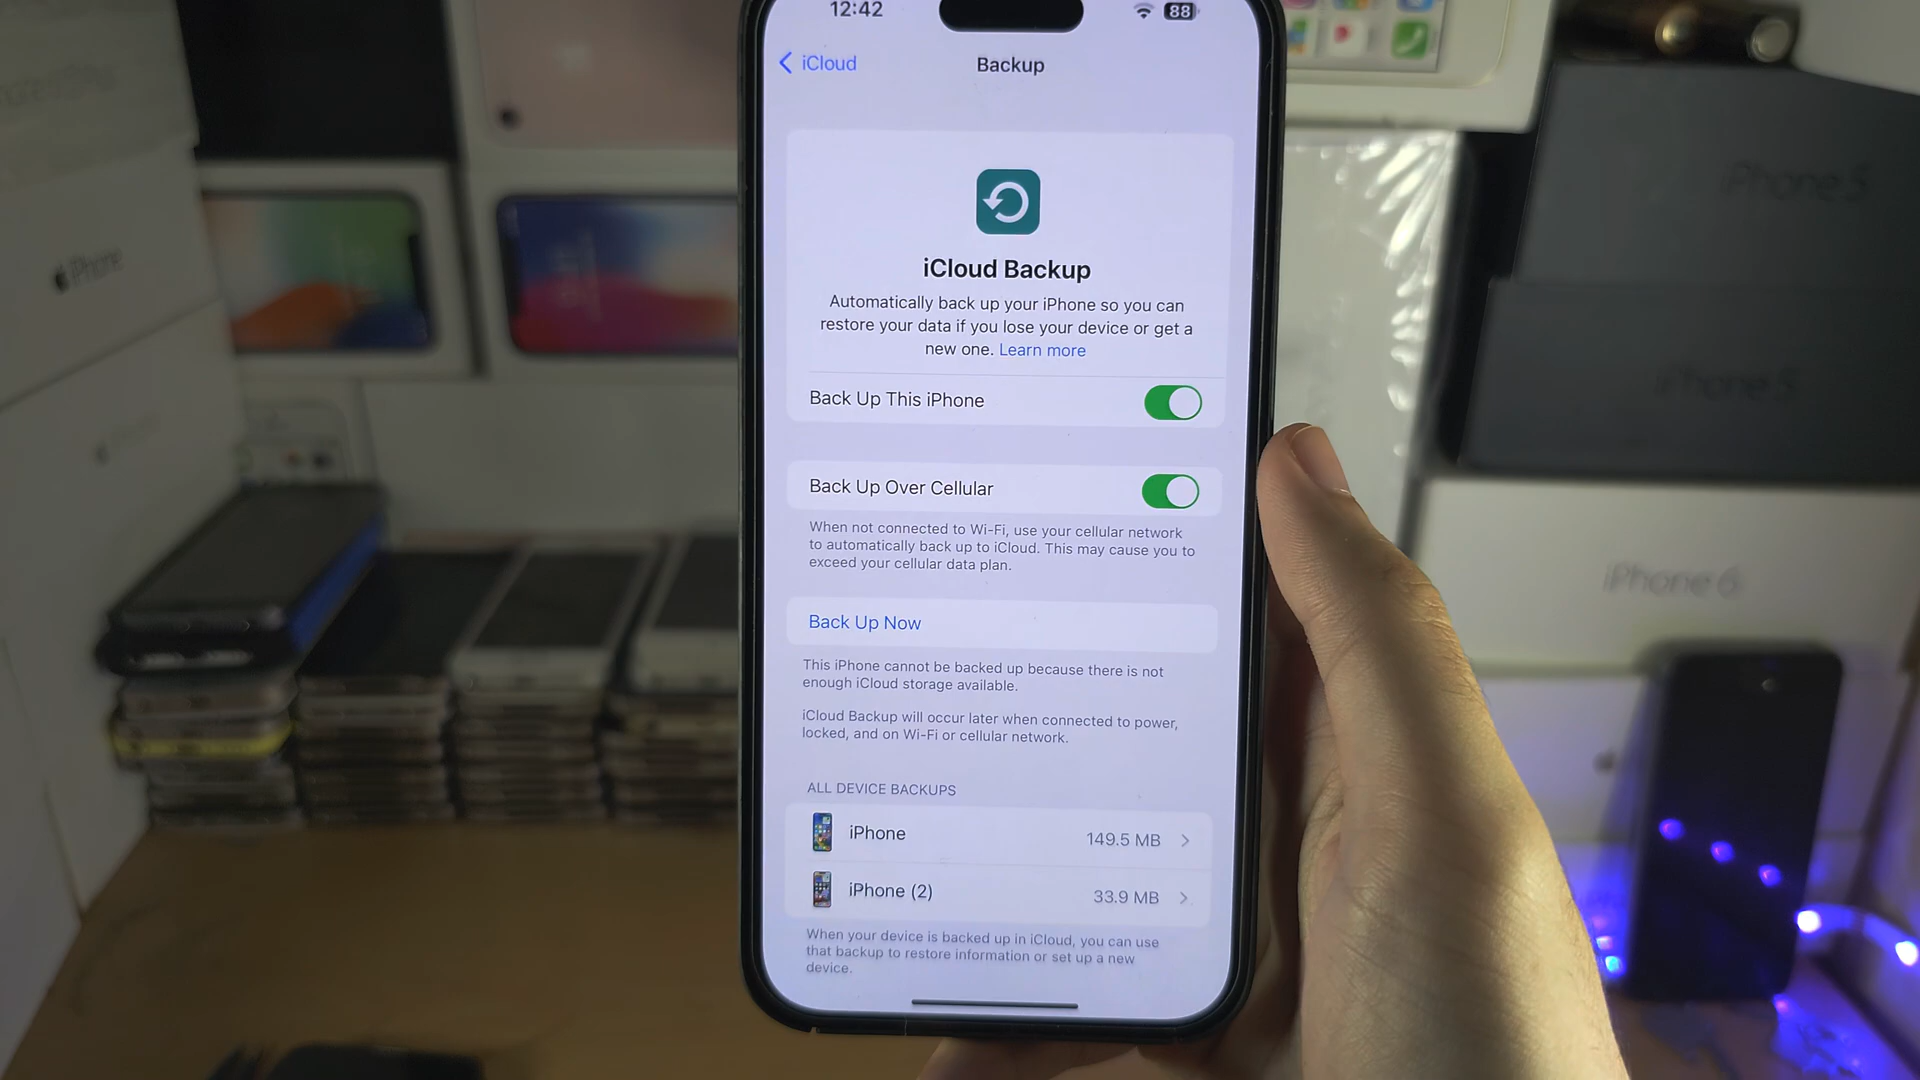 12:42
88
iCloud
Backup
iCloud Backup
Automatically back up your iPhone so you can
restore your data if you lose your device or get a
new one. Learn more
Back Up This iPhone
Back Up Over Cellular
When not connected to Wi-Fi, use your cellular network
to automatically back up to iCloud. This may cause you to
exceed your cellular data plan.
Back Up Now
This iPhone cannot be backed up because there is not
enough iCloud storage available.
iCloud Backup will occur later when connected to power,
locked, and on Wi-Fi or cellular network.
ALL DEVICE BACKUPS
iPhone
149.5 MB
iPhone (2)
33.9 MB
When your device is backed up in iCloud, you can use
that backup to restore information or set up a new
device.
iPhone
iPhone 5
iPhone 5
iPhone 6